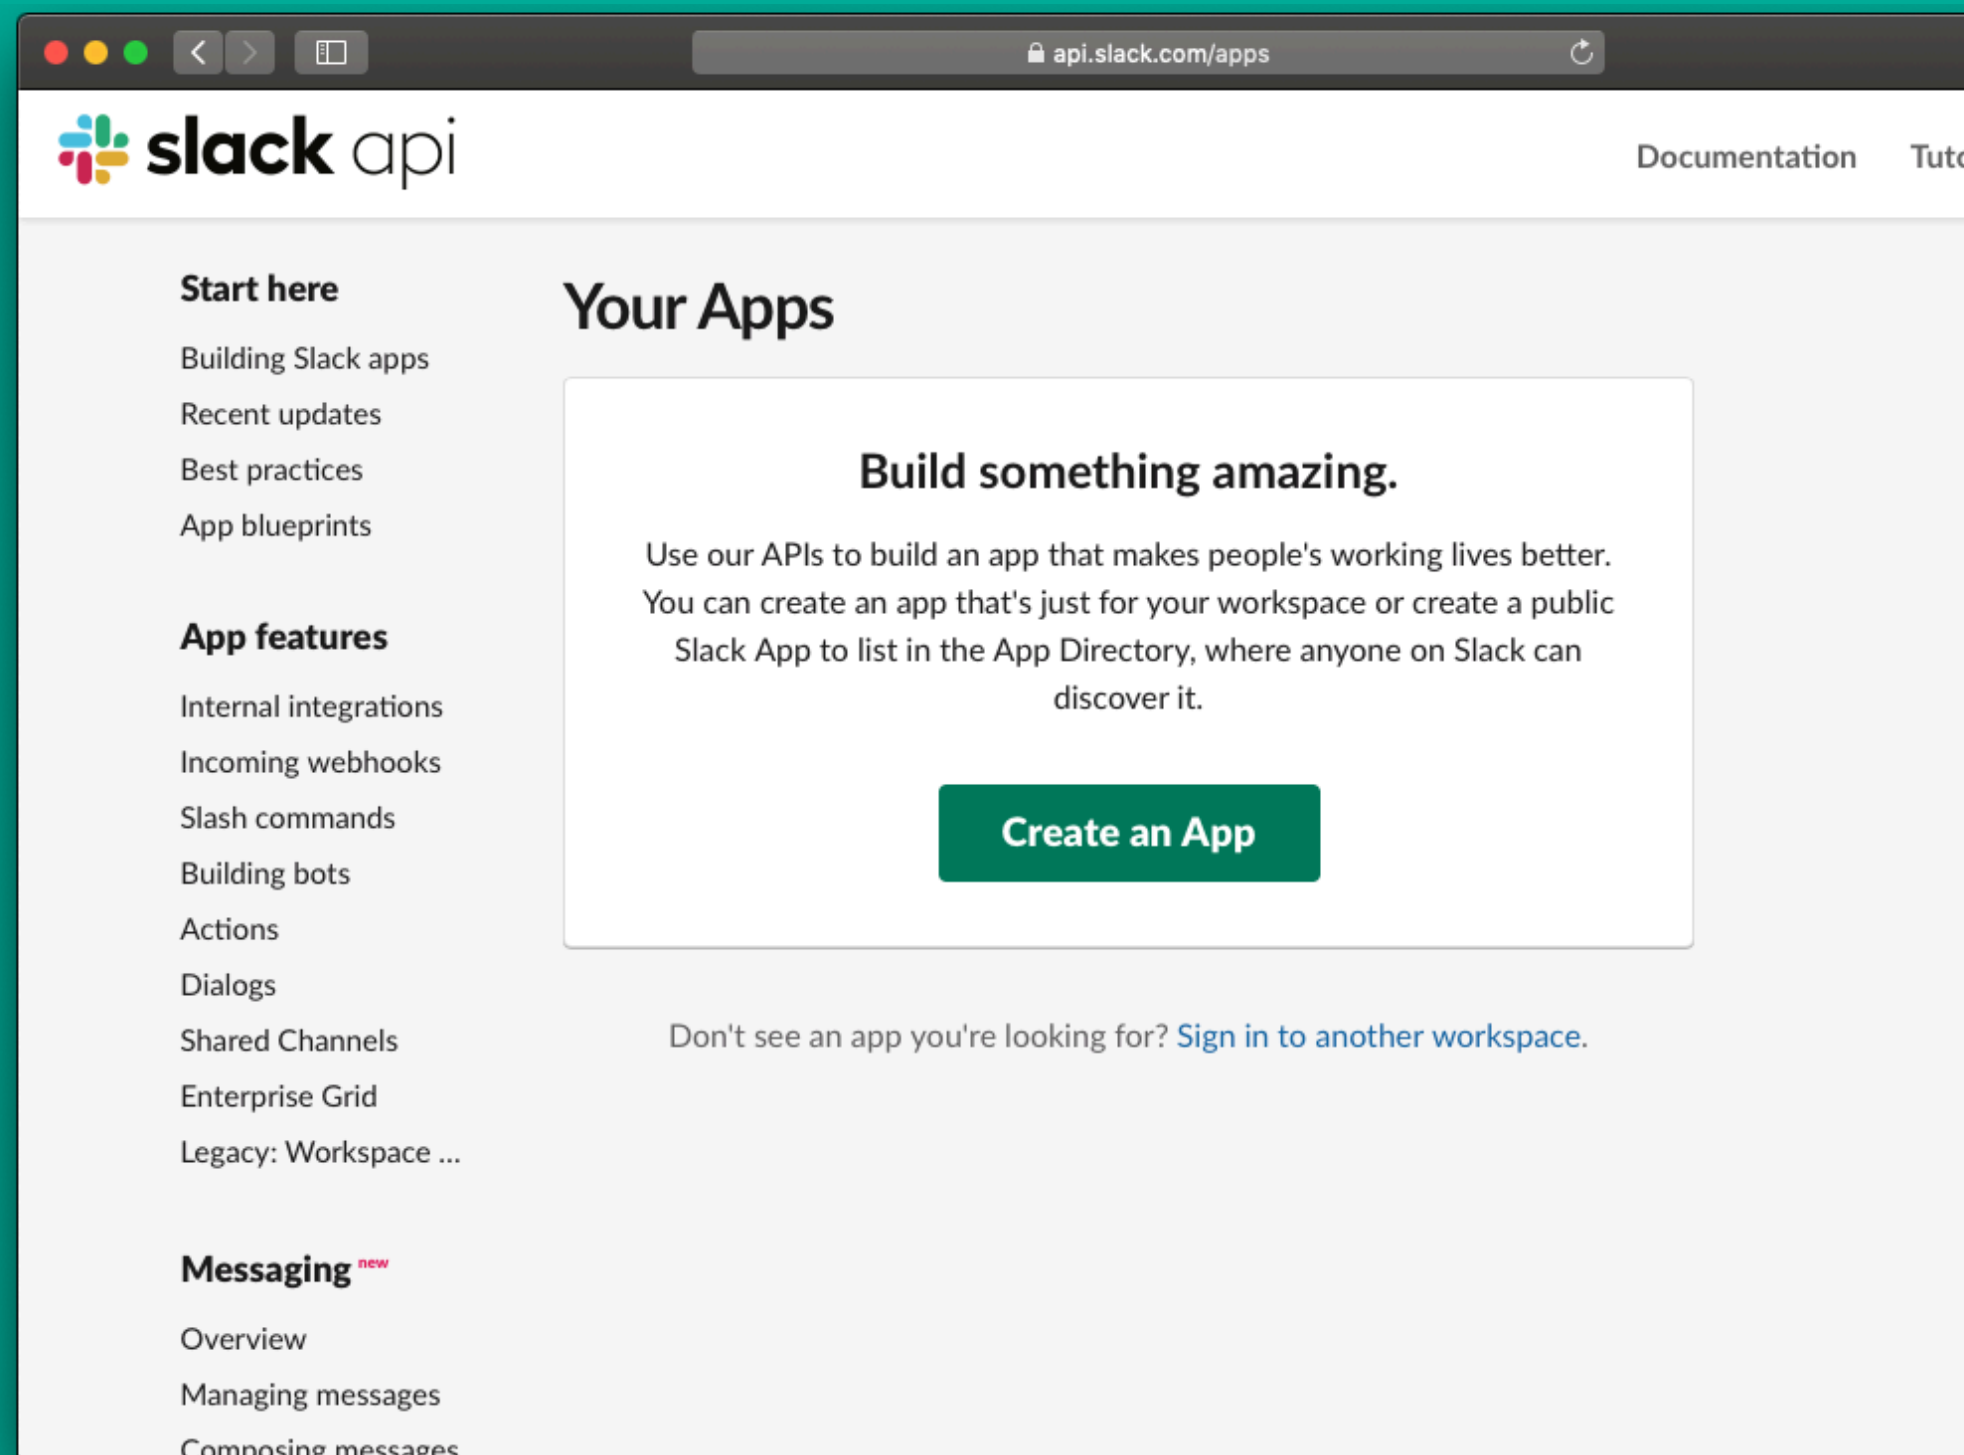 api.slack.com/apps
slack api
Documentation
Start here
Building Slack apps
Recent updates
Best practices
App blueprints
App features
Internal integrations
Incoming webhooks
Slash commands
Building bots
Actions
Dialogs
Shared Channels
Enterprise Grid
Legacy: Workspace ...
Messaging new
Overview
Managing messages
Composing messages
Your Apps
Build something amazing.
Use our APIs to build an app that makes people's working lives better.
You can create an app that's just for your workspace or create a public
Slack App to list in the App Directory, where anyone on Slack can
discover it.
Create an App
Don't see an app you're looking for? Sign in to another workspace.